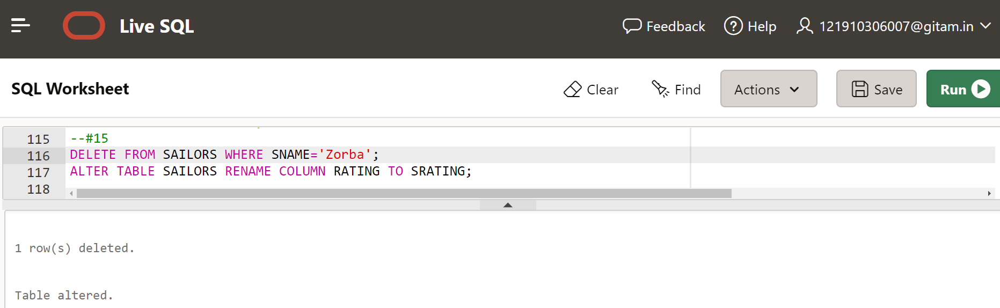 Live SQL Feedback Help 121910306007@gitam.in
SQL Worksheet Clear Find Actions Save Run
115 --#15
116 DELETE FROM SAILORS WHERE SNAME='Zorba';
117 ALTER TABLE SAILORS RENAME COLUMN RATING TO SRATING;
118
1 row(s) deleted.
Table altered.